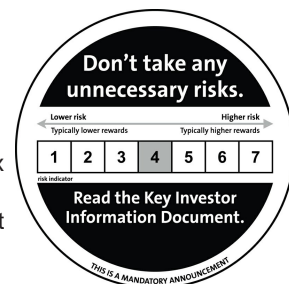 Don't take any
unnecessary risks.
Lower risk Higher risk
Typically lower rewards Typically higher rewards
1 2 3 4 5 6 7
risk indicator
Read the Key Investor
Information Document.
THIS IS A MANDATORY ANNOUNCEMENT